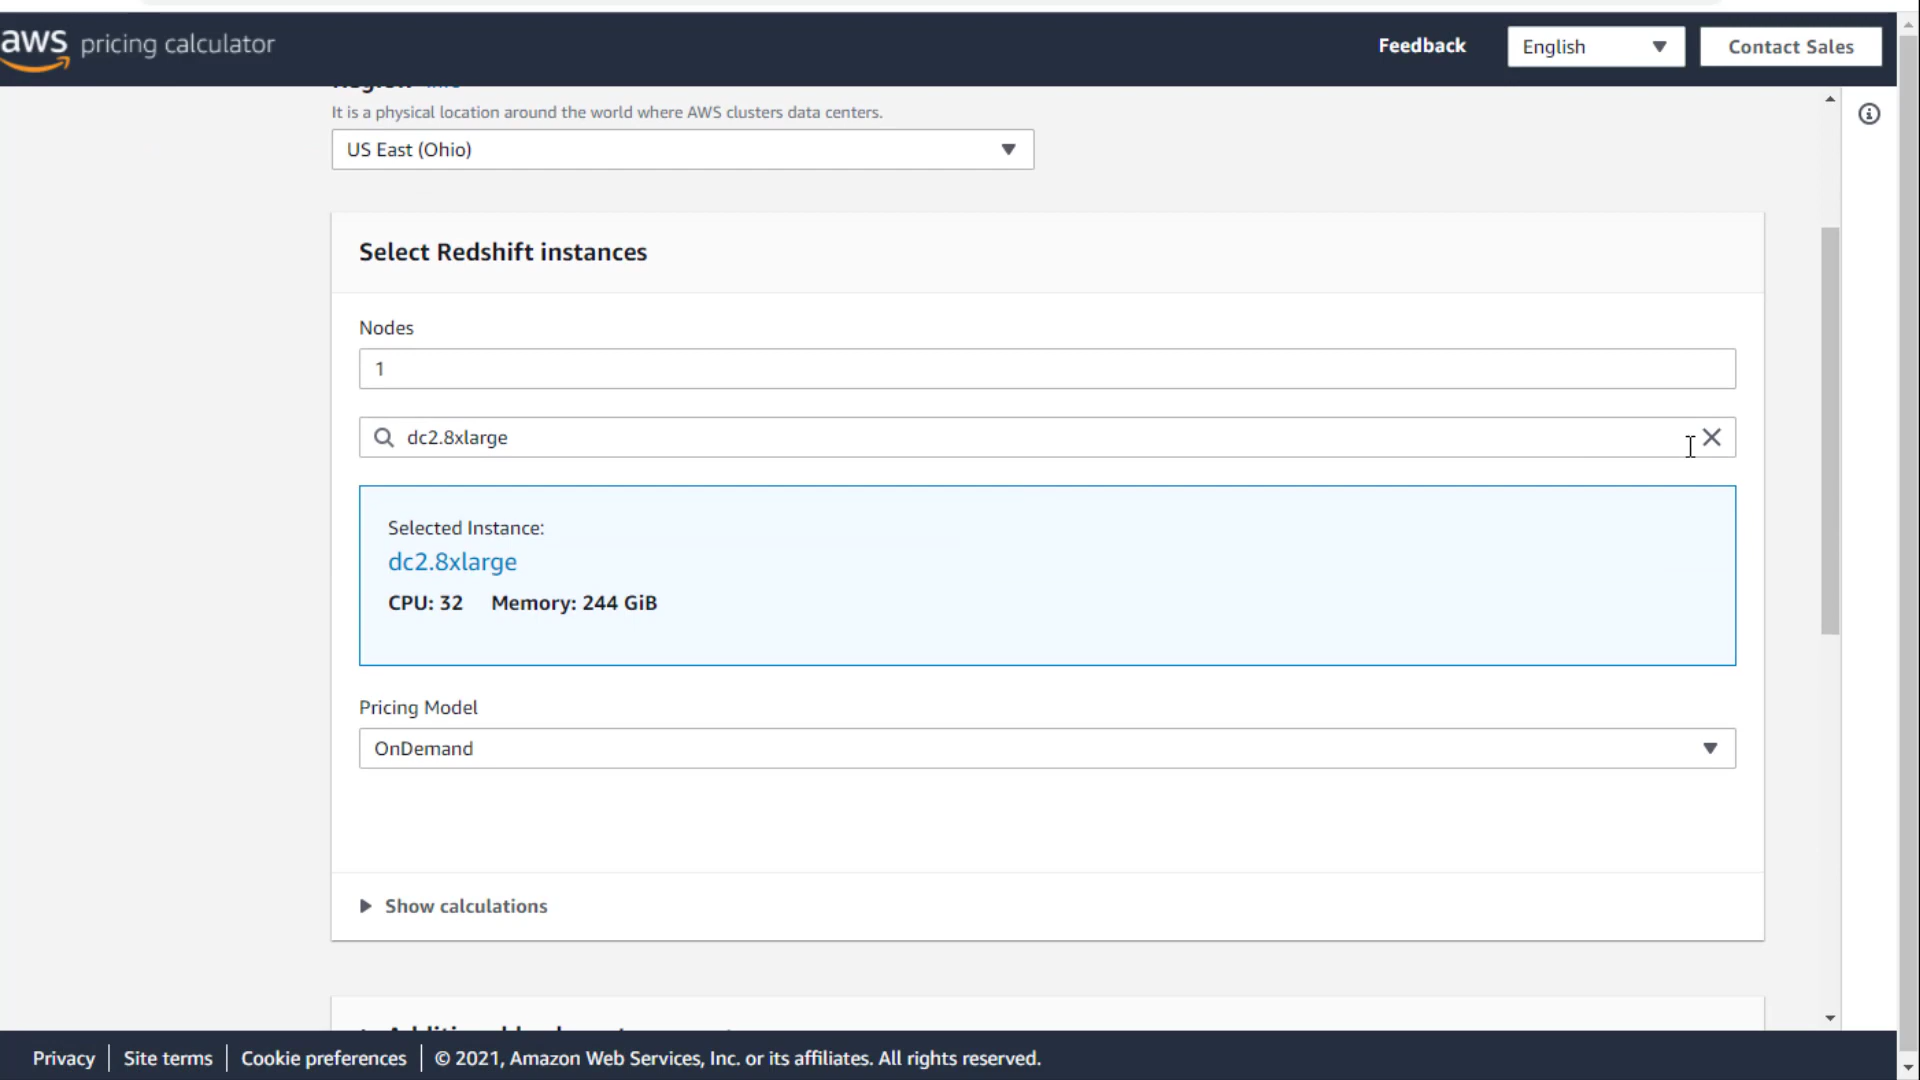 aws pricing calculator
Feedback
English
Contact Sales
It is a physical location around the world where AWS clusters data centers.
US East (Ohio)
Select Redshift instances
Nodes
1
dc2.8xlarge
Selected Instance:
dc2.8xlarge
CPU: 32 Memory: 244 GiB
Pricing Model
OnDemand
Show calculations
Privacy
Site terms
Cookie preferences
© 2021, Amazon Web Services, Inc. or its affiliates. All rights reserved.